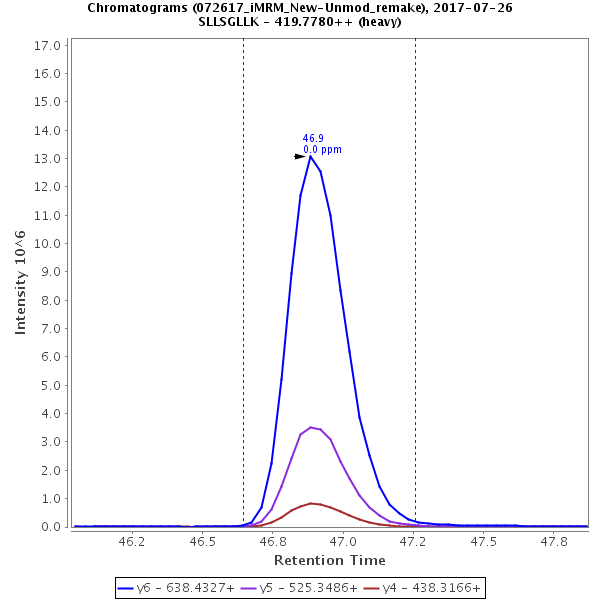 Chromatograms (072617_iMRM_New-Unmod_remake), 2017-07-26
SLLSGLLK - 419.7780++ (heavy)
17.0
16.0
15.0
14.0
13.0
12.0
11.0
10.0
9.0
8.0
7.0
6.0
5.0
4.0
3.0
2.0
1.0
0.0
Intensity 10^6
46.9
0.0 ppm
46.2 46.5 46.8 47.0 47.2 47.5 47.8
Retention Time
y6 - 638.4327+ y5 - 525.3486+ y4 - 438.3166+